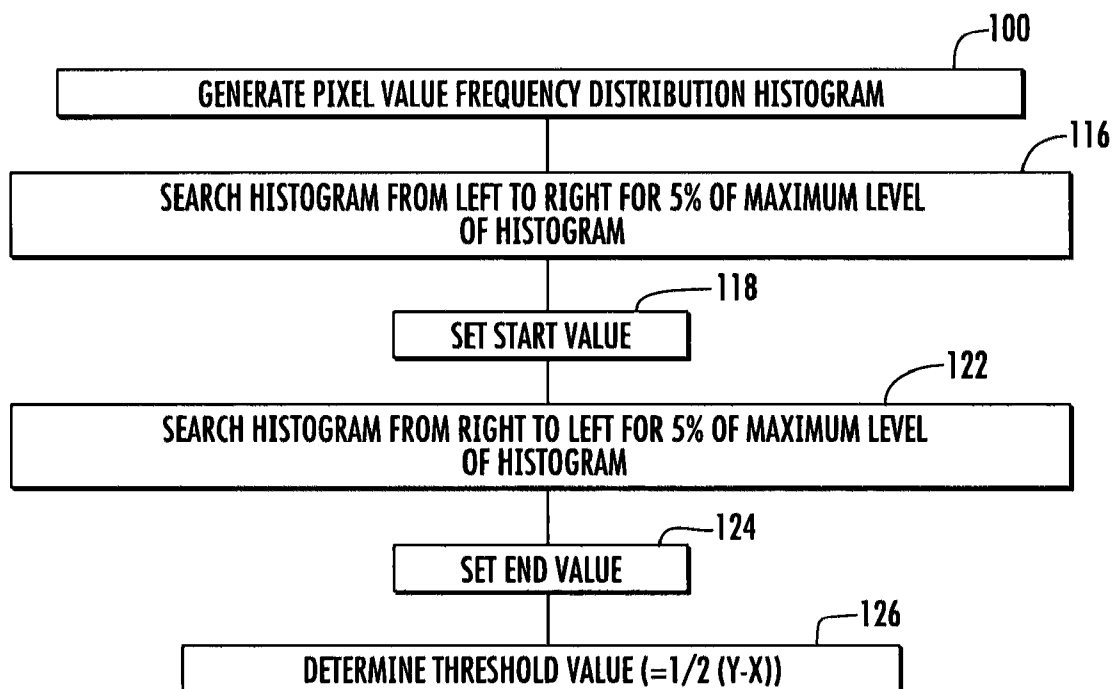 100
GENERATE PIXEL VALUE FREQUENCY DISTRIBUTION HISTOGRAM
116
SEARCH HISTOGRAM FROM LEFT TO RIGHT FOR 5% OF MAXIMUM LEVEL
OF HISTOGRAM
118
SET START VALUE
122
SEARCH HISTOGRAM FROM RIGHT TO LEFT FOR 5% OF MAXIMUM LEVEL
OF HISTOGRAM
124
SET END VALUE
126
DETERMINE THRESHOLD VALUE (=1/2 (Y-X))